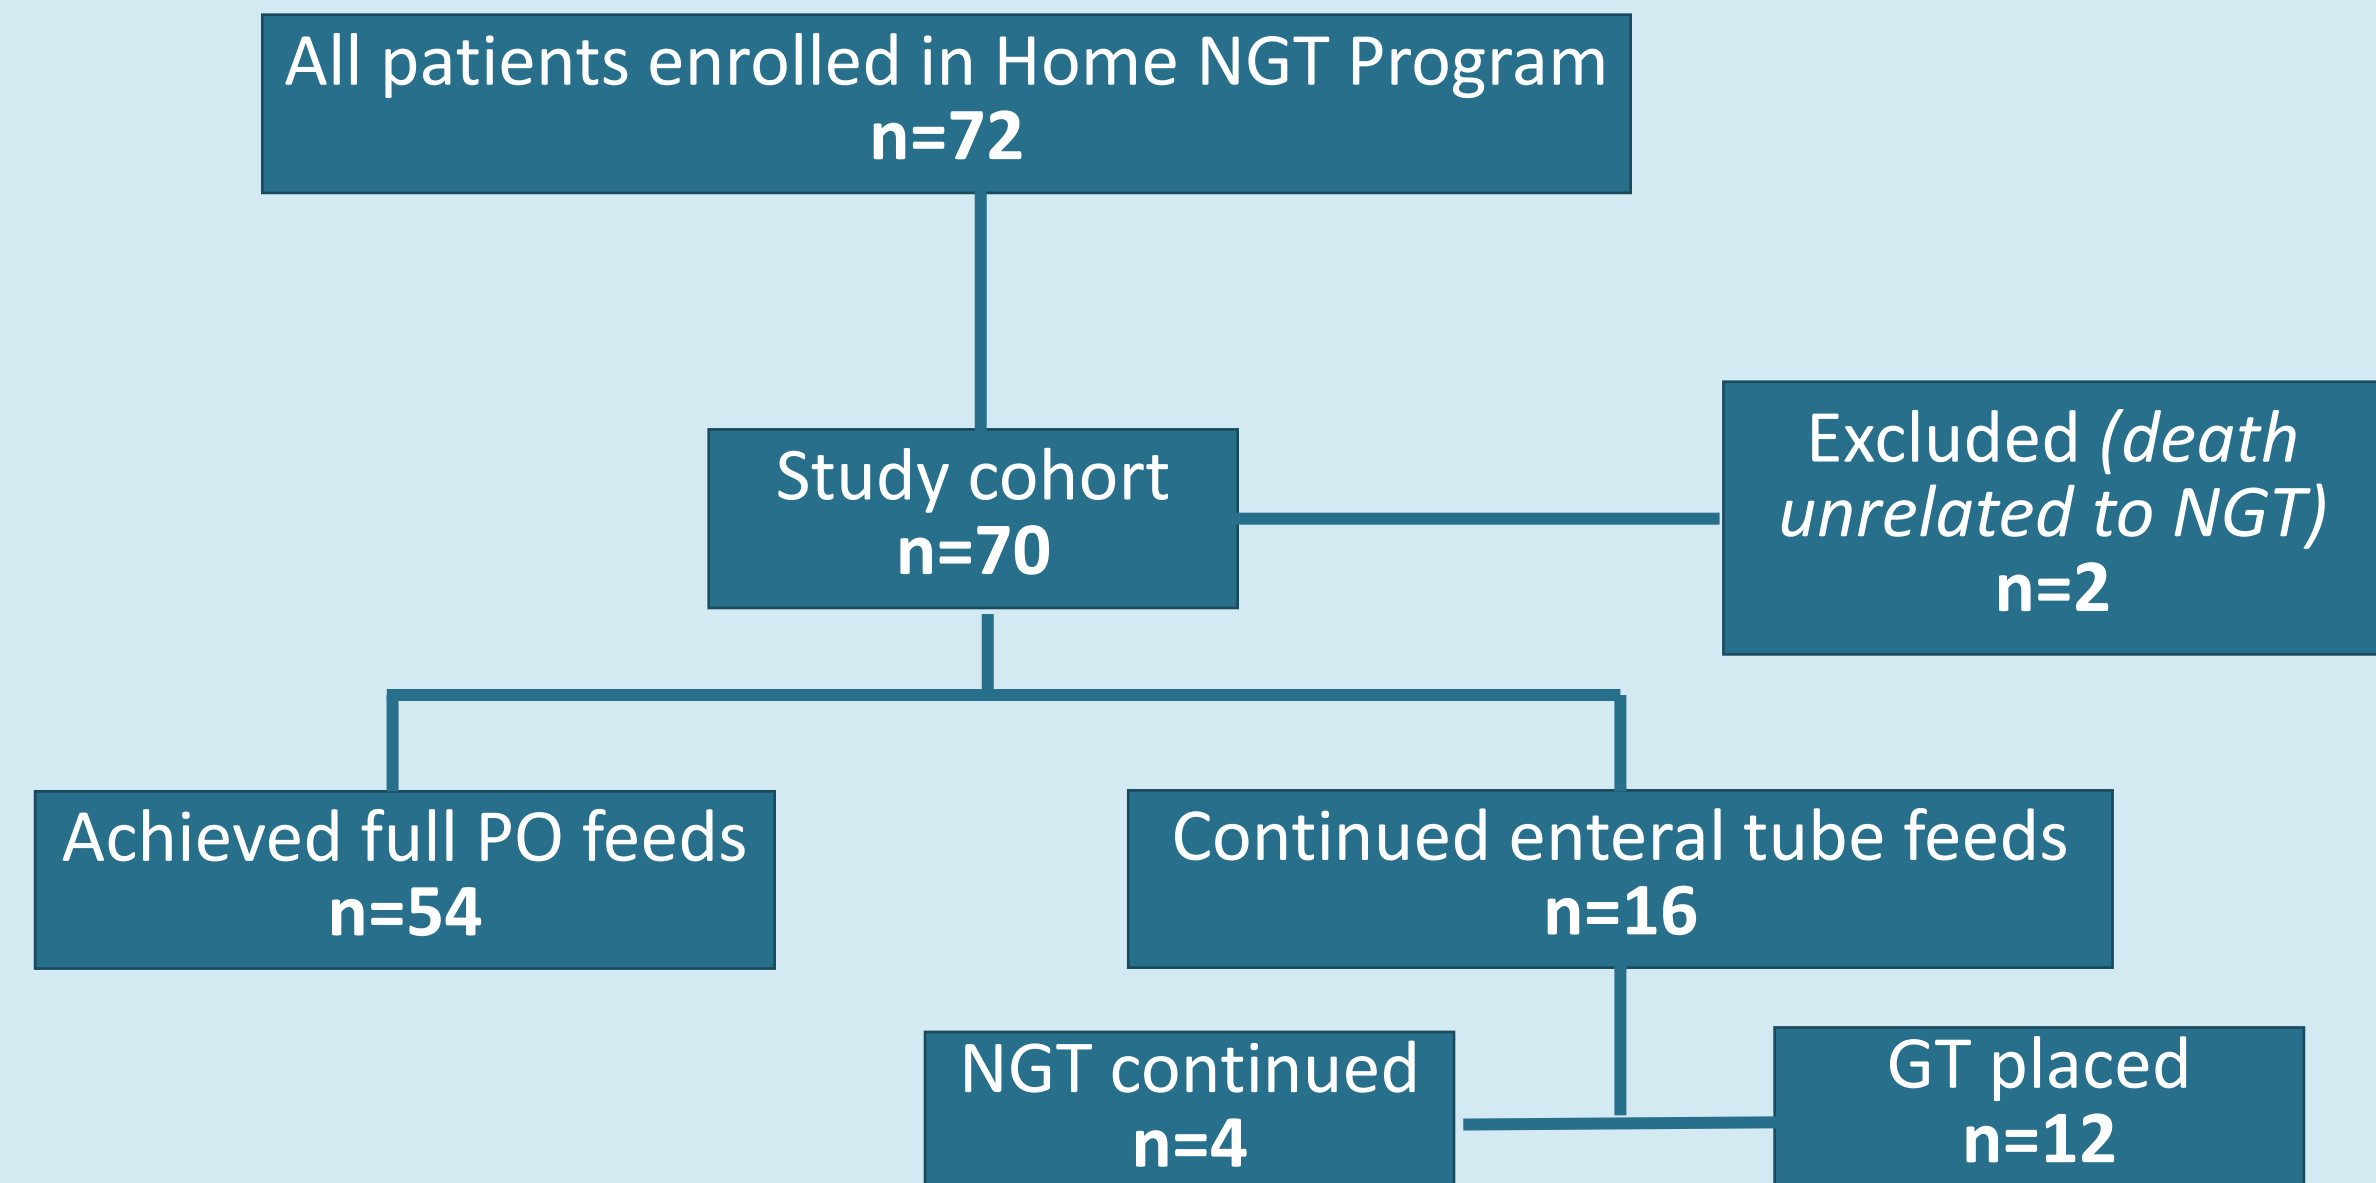 All patients enrolled in Home NGT Program
n=72
Study cohort
n=70
Excluded (death
unrelated to NGT)
n=2
Achieved full PO feeds
n=54
Continued enteral tube feeds
n=16
NGT continued
n=4
GT placed
n=12